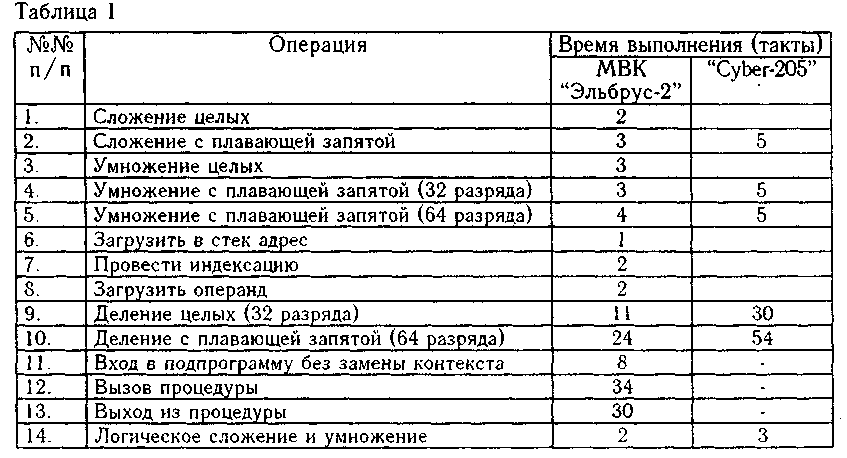 Таблица 1
№№ п/п Операция Время выполнения (такты)
МВК "Эльбрус-2" "Cyber-205"
1. Сложение целых 2
2. Сложение с плавающей запятой 3 5
3. Умножение целых 3
4. Умножение с плавающей запятой (32 разряда) 3 5
5. Умножение с плавающей запятой (64 разряда) 4 5
6. Загрузить в стек адрес 1
7. Провести индексацию 2
8. Загрузить операнд 2
9. Деление целых (32 разряда) 11 30
10. Деление с плавающей запятой (64 разряда) 24 54
11. Вход в подпрограмму без замены контекста 8 -
12. Вызов процедуры 34 -
13. Выход из процедуры 30 -
14. Логическое сложение и умножение 2 3